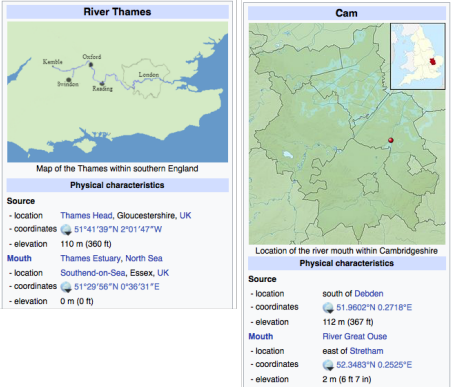 River Thames
Kemble
Oxford
Swindon
Reading
London
Map of the Thames within southern England
Physical characteristics
Source
- location Thames Head, Gloucestershire, UK
- coordinates 51°41′39″N 2°01′47″W
- elevation 110 m (360 ft)
Mouth Thames Estuary, North Sea
- location Southend-on-Sea, Essex, UK
- coordinates 51°29′56″N 0°36′31″E
- elevation 0 m (0 ft)
Cam
Location of the river mouth within Cambridgeshire
Physical characteristics
Source
- location south of Debden
- coordinates 51.9602°N 0.2718°E
- elevation 112 m (367 ft)
Mouth River Great Ouse
- location east of Stretham
- coordinates 52.3483°N 0.2525°E
- elevation 2 m (6 ft 7 in)